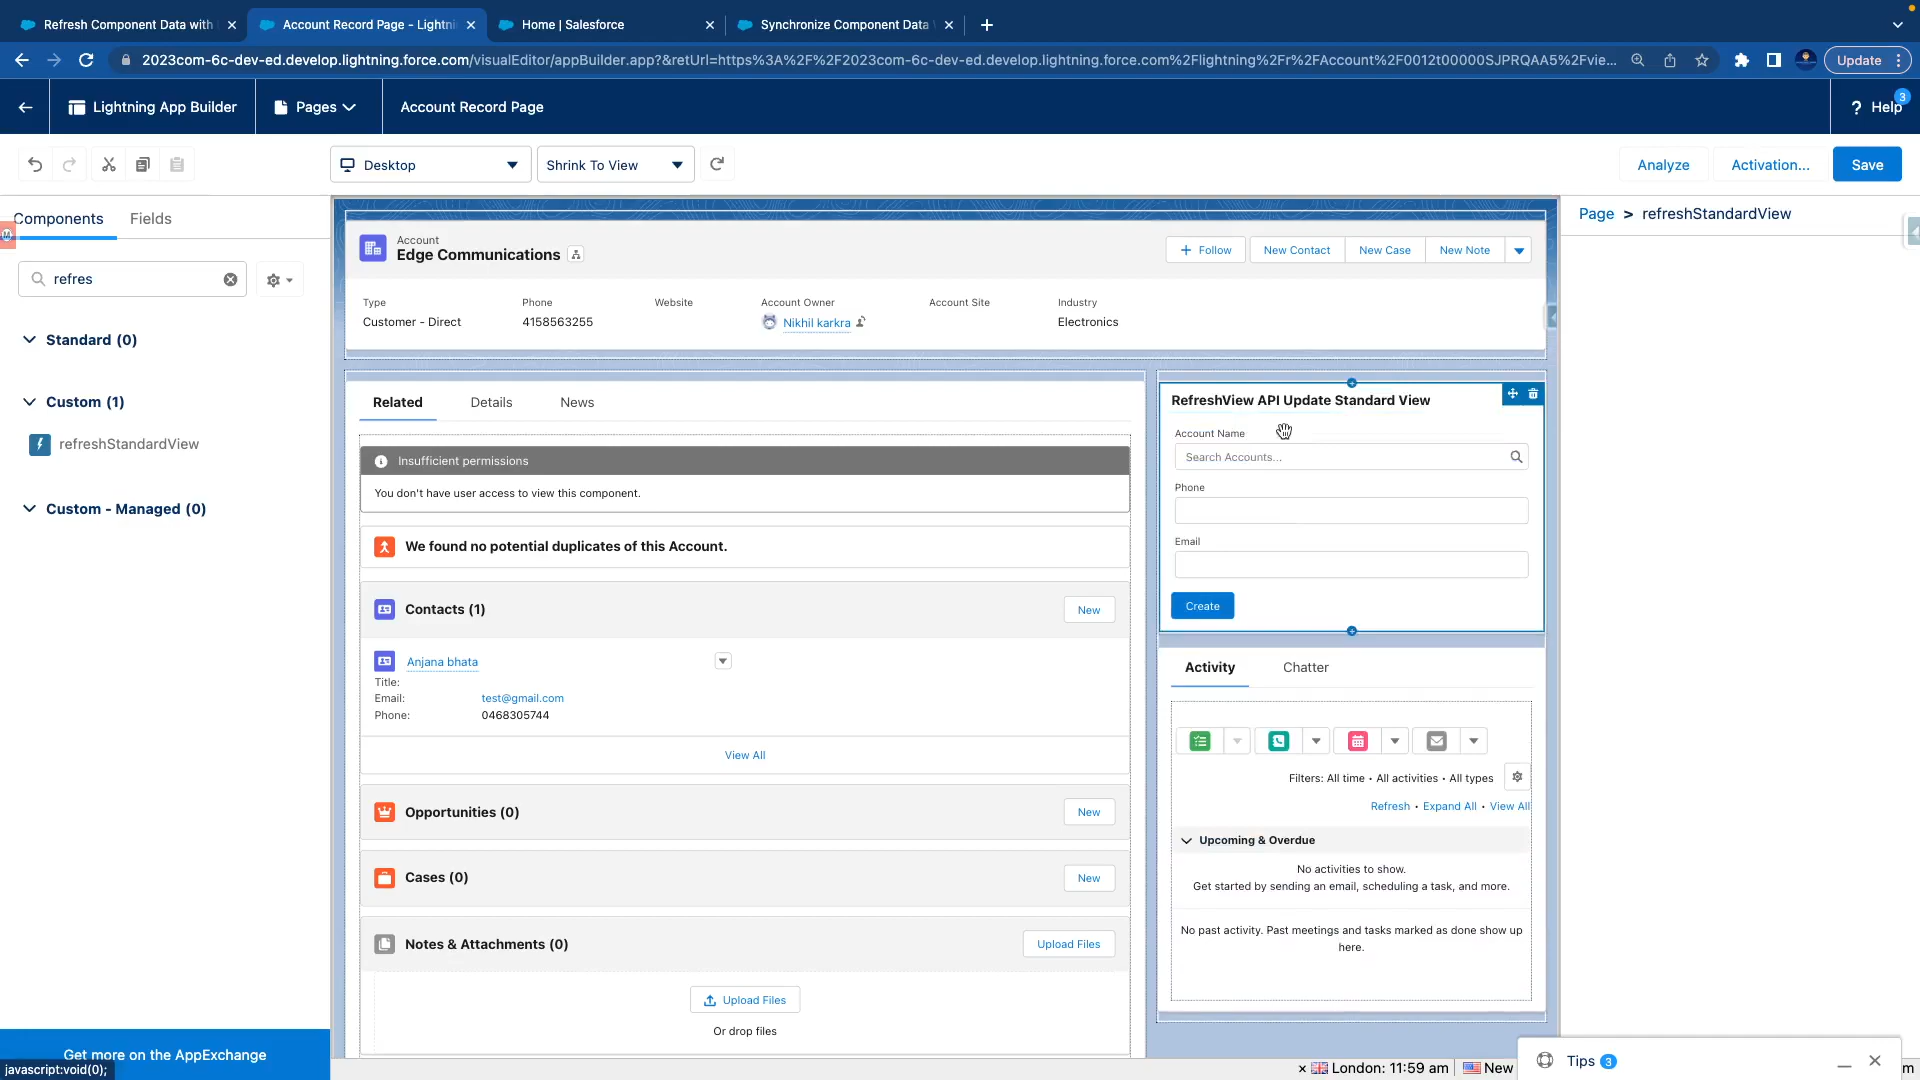 Refresh Component Data with
Account Record Page - Lightni
Home | Salesforce
Synchronize Component Data
2023com-6c-dev-ed.develop.lightning.force.com/visualEditor/appBuilder.app?&retUrl=https%3A%2F%2F2023com-6c-dev-ed.develop.lightning.force.com%2Flightning%2Fr%2FAccount%2F0012t00000SJPRQAA5%2Fvie...
Update
Lightning App Builder
Pages
Account Record Page
? Help
3
Desktop
Shrink To View
Analyze
Activation...
Save
Components
Fields
refres
Standard (0)
Custom (1)
refreshStandardView
Custom - Managed (0)
Get more on the AppExchange
javascript:void(0);
Account
Edge Communications
Follow
New Contact
New Case
New Note
Type
Phone
Website
Account Owner
Account Site
Industry
Customer - Direct
4158563255
Nikhil karkra
Electronics
Related
Details
News
Insufficient permissions
You don't have user access to view this component.
We found no potential duplicates of this Account.
Contacts (1)
New
Anjana bhata
Title:
Email:
test@gmail.com
Phone:
0468305744
View All
Opportunities (0)
New
Cases (0)
New
Notes & Attachments (0)
Upload Files
Upload Files
Or drop files
RefreshView API Update Standard View
Account Name
Search Accounts...
Phone
Email
Create
Activity
Chatter
Filters: All time • All activities • All types
Refresh • Expand All • View All
Upcoming & Overdue
No activities to show.
Get started by sending an email, scheduling a task, and more.
No past activity. Past meetings and tasks marked as done show up
here.
Page > refreshStandardView
× London: 11:59 am
New
Tips 3
m